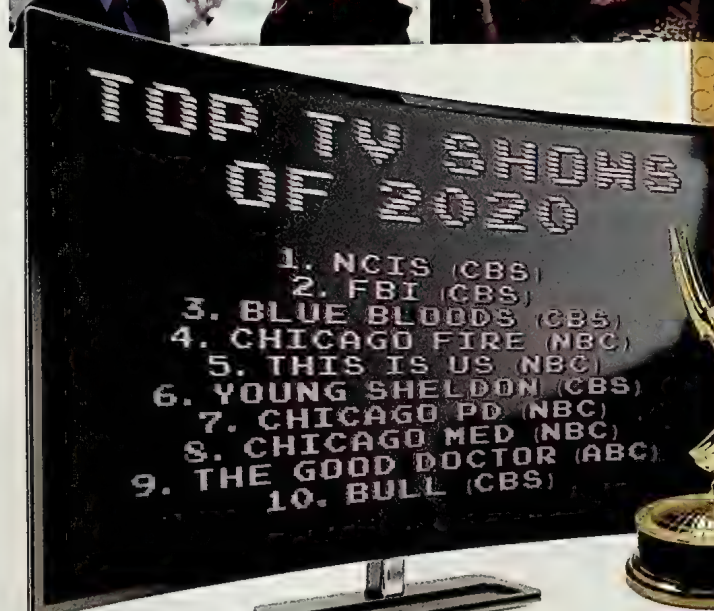 TOP TV SHOWS
OF 2020
1. NCIS (CBS)
2. FBI (CBS)
3. BLUE BLOODS (CBS)
4. CHICAGO FIRE (NBC)
5. THIS IS US (NBC)
6. YOUNG SHELDON (CBS)
7. CHICAGO PD (NBC)
8. CHICAGO MED (NBC)
9. THE GOOD DOCTOR (ABC)
10. BULL (CBS)